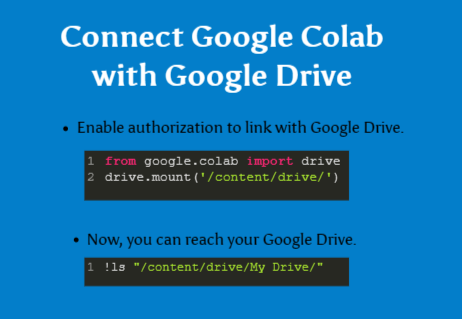 Connect Google Colab
with Google Drive
• Enable authorization to link with Google Drive.
1 from google.colab import drive
2 drive.mount('/content/drive/')
• Now, you can reach your Google Drive.
1 !ls "/content/drive/My Drive/"